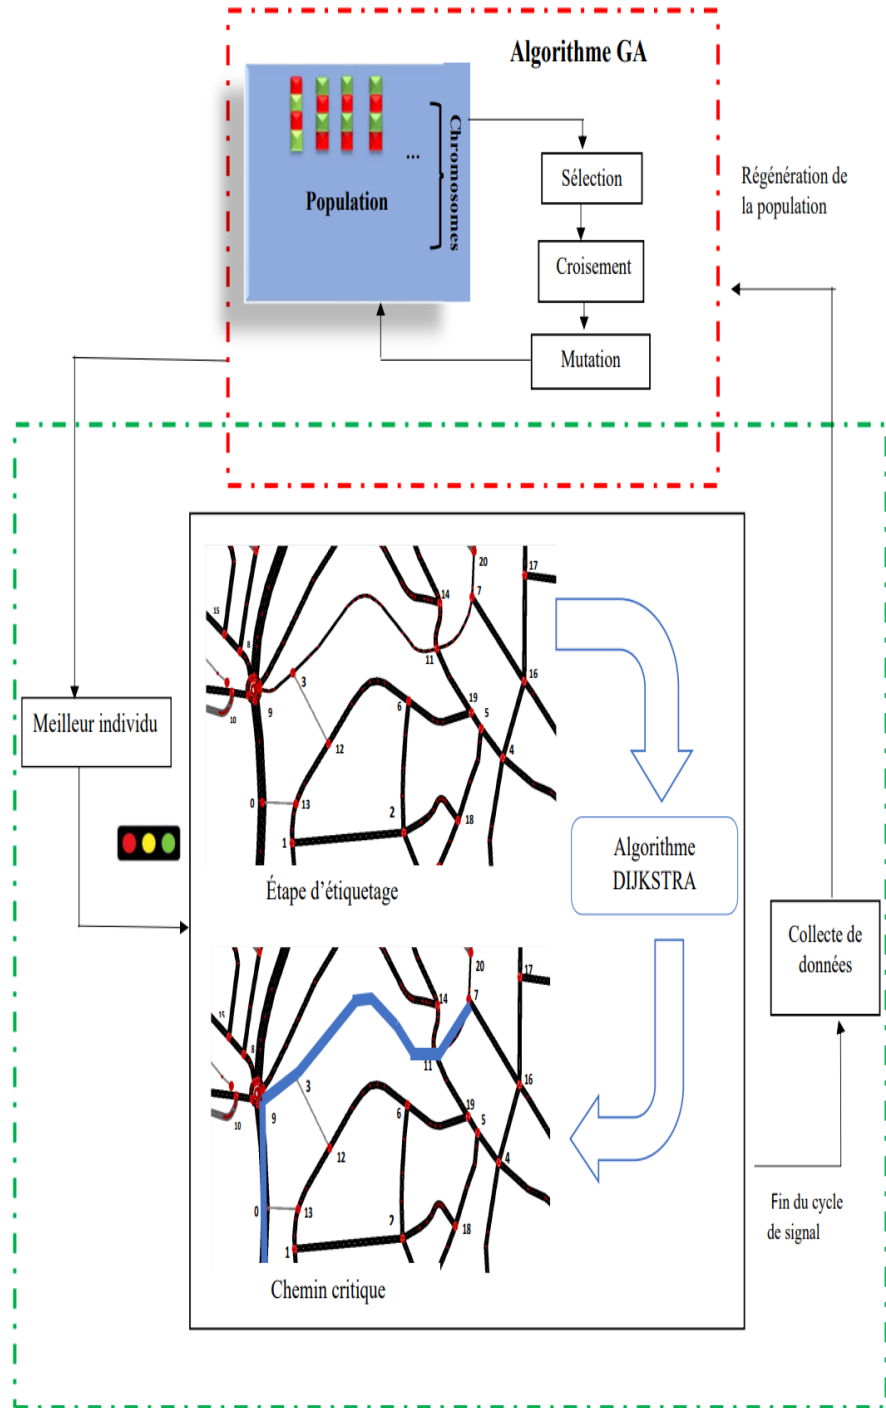 Algorithme GA
Chromosomes
...
Population
Sélection
Croisement
Mutation
Régénération de
la population
Meilleur individu
17
20
7
14
15
8
11
3
16
9
10
6
19
5
12
4
0
13
2
18
1
Étape d'étiquetage
Algorithme
DIJKSTRA
Collecte de
données
17
20
7
14
15
8
11
3
16
9
10
6
19
5
12
4
0
13
2
18
1
Chemin critique
Fin du cycle
de signal